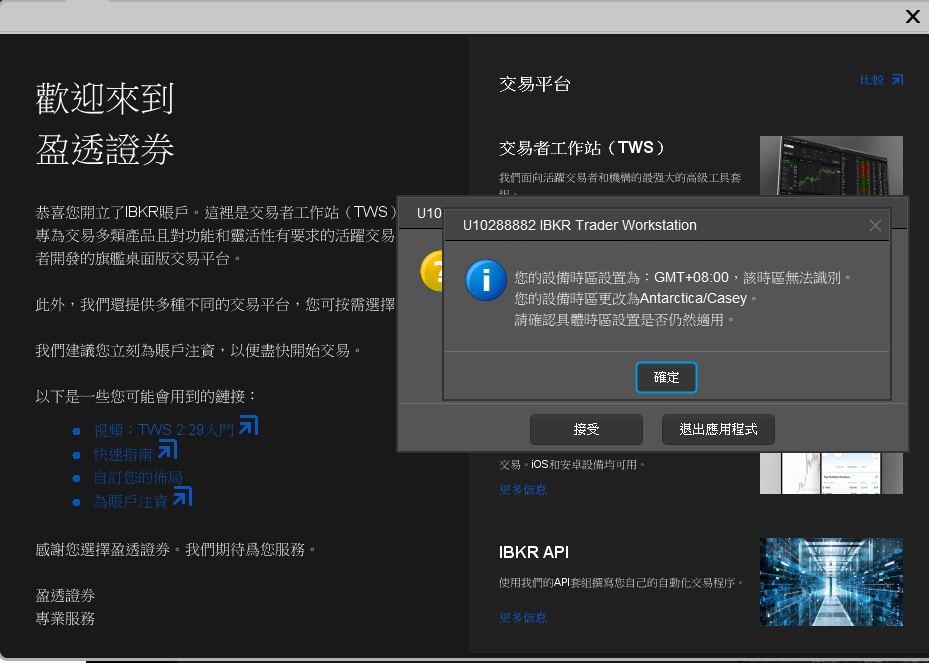 歡迎來到
盈透證券
恭喜您開立了IBKR賬戶。這裡是交易者工作站（TWS）
專為交易多類產品且對功能和靈活性有要求的活躍交易
者開發的旗艦桌面版交易平台。
此外，我們還提供多種不同的交易平台，您可按需選擇
我們建議您立刻為賬戶注資，以便盡快開始交易。
以下是一些您可能會用到的鏈接：
視頻：TWS 2:29入門
快速指南
自訂您的佈局
為賬戶注資
感謝您選擇盈透證券。我們期待爲您服務。
盈透證券
專業服務
交易平台
比較
交易者工作站（TWS）
我們面向活躍交易者和機構的最強大的高級工具套
組。
U10
U10288882 IBKR Trader Workstation
您的設備時區設置為：GMT+08:00，該時區無法識別。
您的設備時區更改為Antarctica/Casey。
請確認具體時區設置是否仍然適用。
確定
接受
退出應用程式
交易。iOS和安卓設備均可用。
更多信息
IBKR API
使用我們的API套組撰寫您自己的自動化交易程序。
更多信息